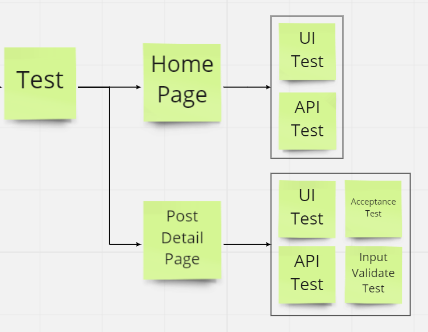 Test
Home
Page
UI
Test
API
Test
Post
Detail
Page
UI
Test
Acceptance
Test
API
Test
Input
Validate
Test